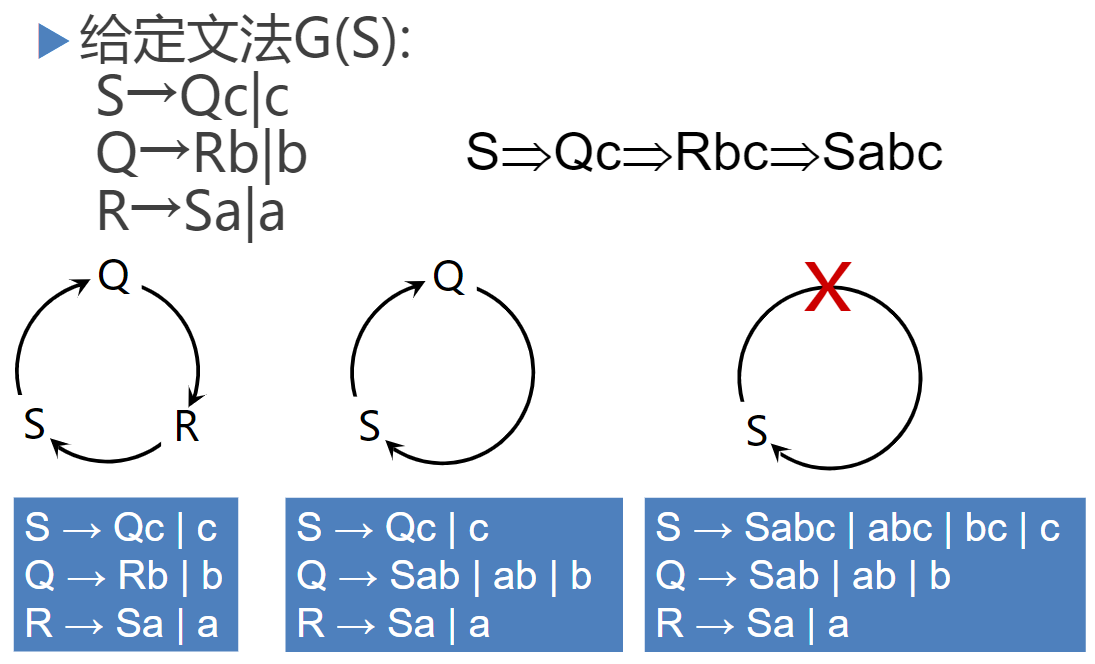 给定文法G(S):
S→Qc|c
Q→Rb|b
R→Sa|a
S⇒Qc⇒Rbc⇒Sabc
Q
S
R
Q
S
X
S
S → Qc | c
Q → Rb | b
R → Sa | a
S → Qc | c
Q → Sab | ab | b
R → Sa | a
S → Sabc | abc | bc | c
Q → Sab | ab | b
R → Sa | a